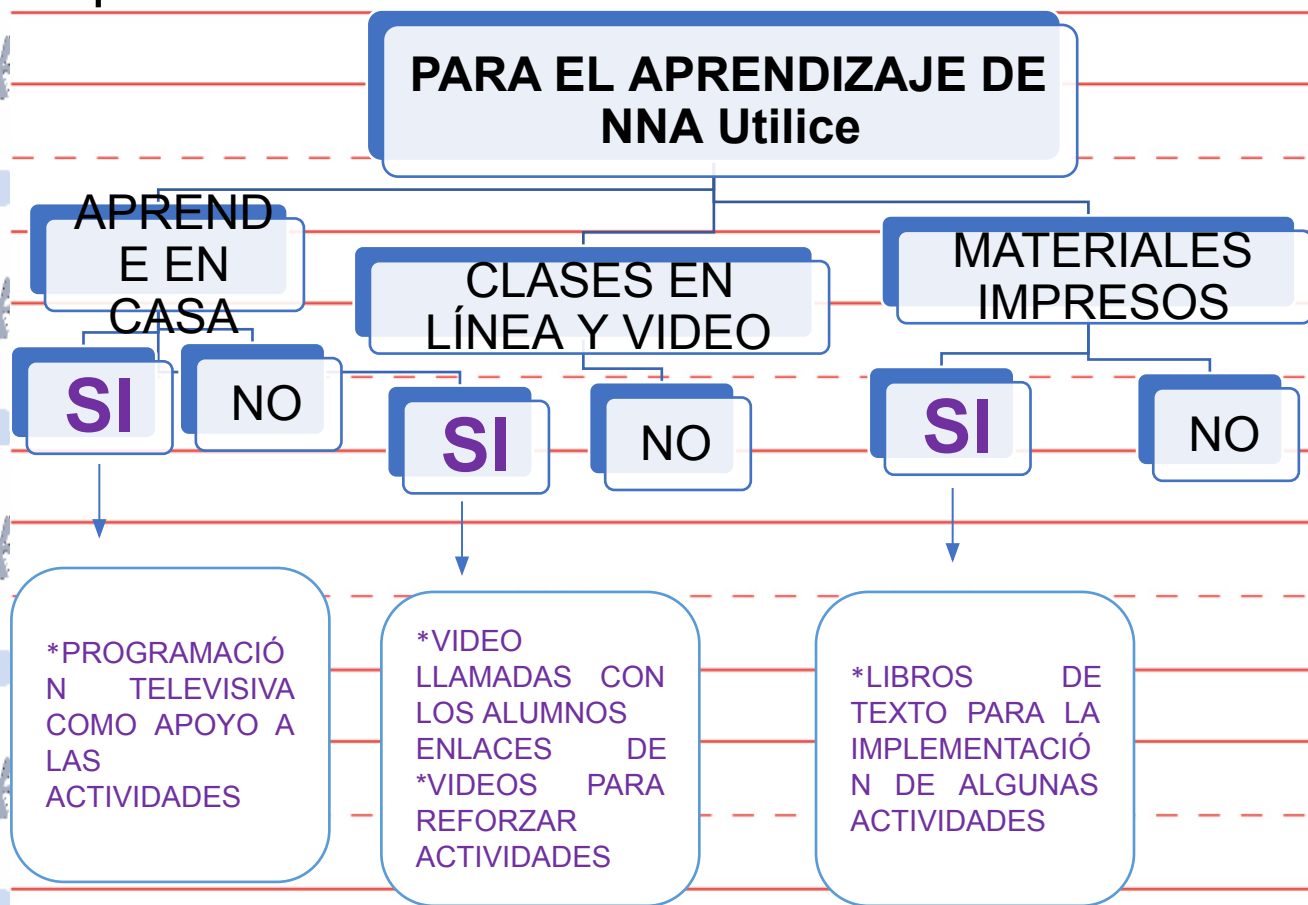 PARA EL APRENDIZAJE DE
NNA Utilice
APREND
E EN
CASA
CLASES EN
LÍNEA Y VIDEO
MATERIALES
IMPRESOS
SI
NO
SI
NO
SI
NO
*PROGRAMACIÓ
N TELEVISIVA
COMO APOYO A
LAS
ACTIVIDADES
*VIDEO
LLAMADAS CON
LOS ALUMNOS
ENLACES DE
*VIDEOS PARA
REFORZAR
ACTIVIDADES
*LIBROS DE
TEXTO PARA LA
IMPLEMENTACIÓ
N DE ALGUNAS
ACTIVIDADES